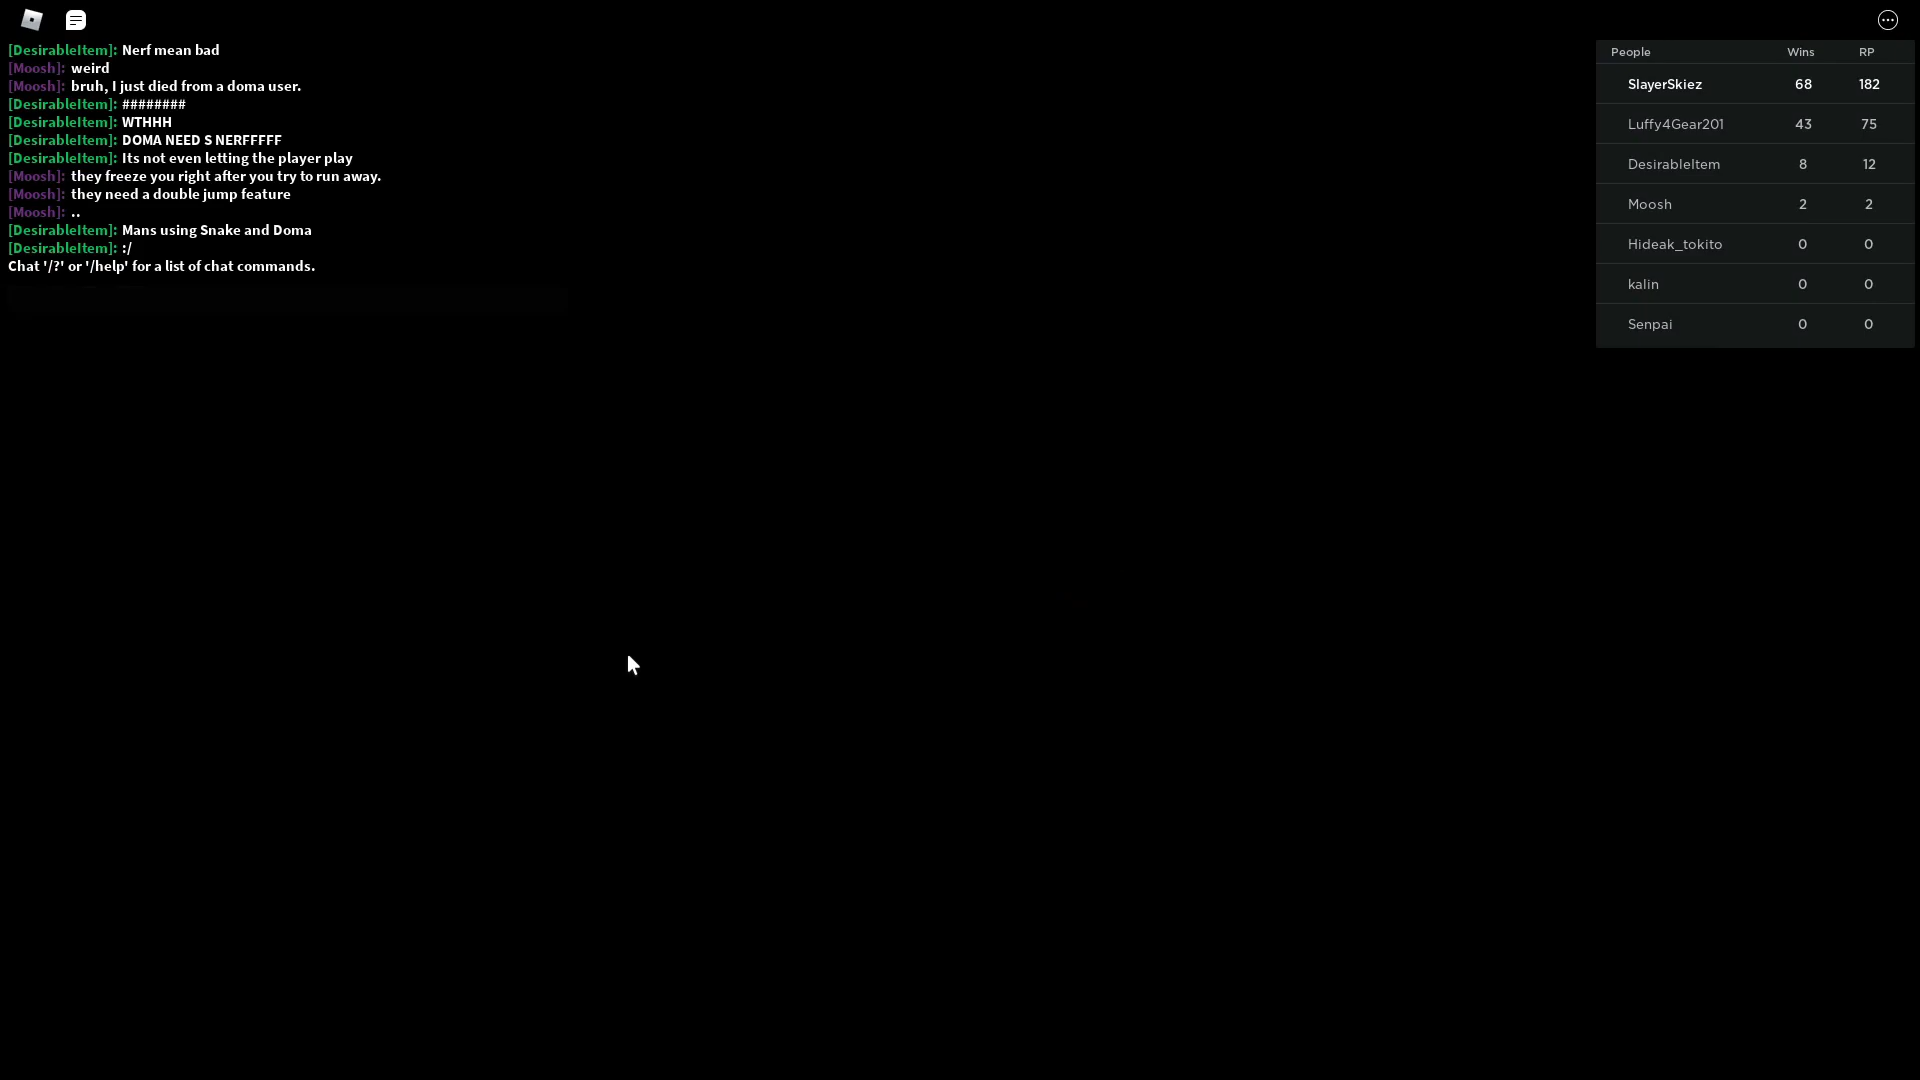 [DesirableItem]: Nerf mean bad
[Moosh]: weird
[Moosh]: bruh, I just died from a doma user.
[DesirableItem]: ########
[DesirableItem]: WTHHH
[DesirableItem]: DOMA NEED S NERFFFFF
[DesirableItem]: Its not even letting the player play
[Moosh]: they freeze you right after you try to run away.
[Moosh]: they need a double jump feature
[Moosh]: ..
[DesirableItem]: Mans using Snake and Doma
[DesirableItem]: :/
Chat '/?' or '/help' for a list of chat commands.
People Wins RP
SlayerSkiez 68 182
Luffy4Gear201 43 75
DesirableItem 8 12
Moosh 2 2
Hideak_tokito 0 0
kalin 0 0
Senpai 0 0